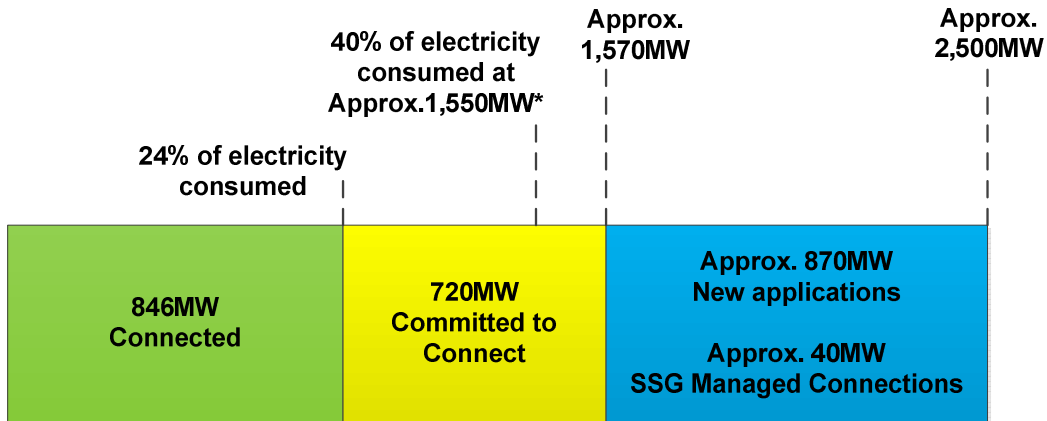 Approx.
1,570MW
Approx.
2,500MW
40% of electricity
consumed at
Approx.1,550MW*
24% of electricity
consumed
846MW
Connected
720MW
Committed to
Connect
Approx. 870MW
New applications
Approx. 40MW
SSG Managed Connections